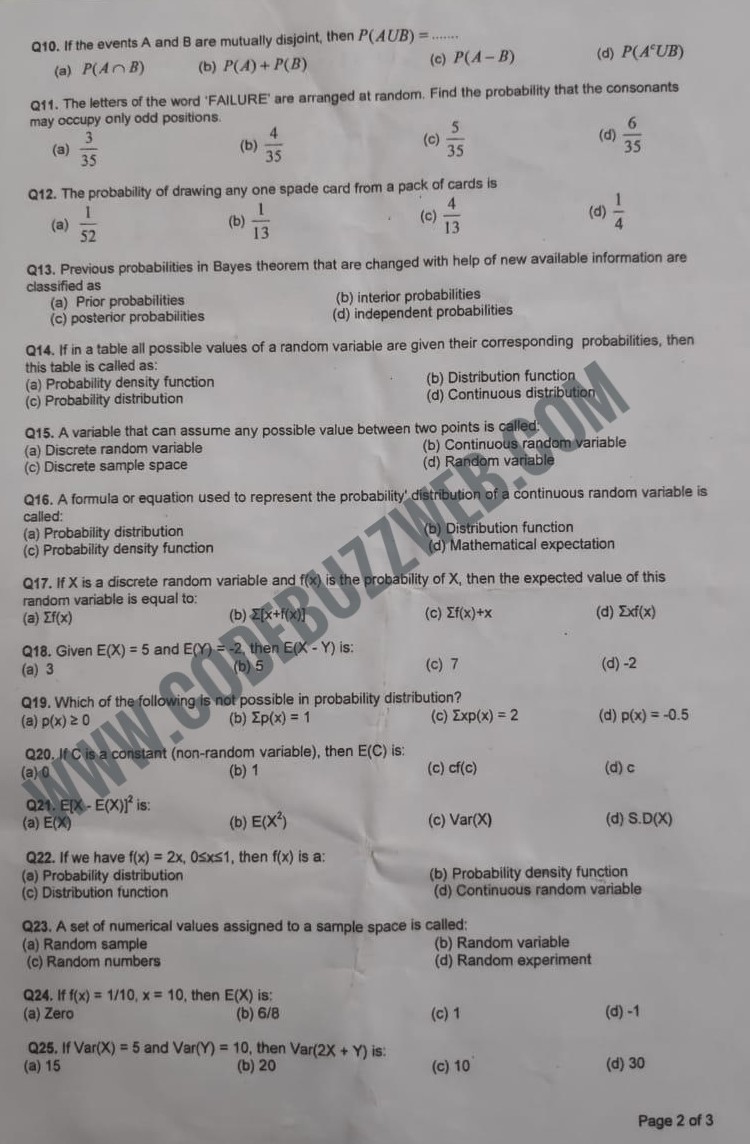 Q10. If the events A and B are mutually disjoint, then P(AUB) = .......
(a) P(A∩B) (b) P(A) + P(B) (c) P(A – B) (d) P(AᶜUB)
Q11. The letters of the word 'FAILURE' are arranged at random. Find the probability that the consonants
may occupy only odd positions.
(a) 3/35 (b) 4/35 (c) 5/35 (d) 6/35
Q12. The probability of drawing any one spade card from a pack of cards is
(a) 1/52 (b) 1/13 (c) 4/13 (d) 1/4
Q13. Previous probabilities in Bayes theorem that are changed with help of new available information are
classified as
(a) Prior probabilities (b) interior probabilities
(c) posterior probabilities (d) independent probabilities
Q14. If in a table all possible values of a random variable are given their corresponding probabilities, then
this table is called as:
(a) Probability density function (b) Distribution function
(c) Probability distribution (d) Continuous distribution
Q15. A variable that can assume any possible value between two points is called:
(a) Discrete random variable (b) Continuous random variable
(c) Discrete sample space (d) Random variable
Q16. A formula or equation used to represent the probability' distribution of a continuous random variable is
called:
(a) Probability distribution (b) Distribution function
(c) Probability density function (d) Mathematical expectation
Q17. If X is a discrete random variable and f(x) is the probability of X, then the expected value of this
random variable is equal to:
(a) Σf(x) (b) Σ[x+f(x)] (c) Σf(x)+x (d) Σxf(x)
Q18. Given E(X) = 5 and E(Y) = -2, then E(X - Y) is:
(a) 3 (b) 5 (c) 7 (d) -2
Q19. Which of the following is not possible in probability distribution?
(a) p(x) ≥ 0 (b) Σp(x) = 1 (c) Σxp(x) = 2 (d) p(x) = -0.5
Q20. If C is a constant (non-random variable), then E(C) is:
(a) 0 (b) 1 (c) cf(c) (d) c
Q21. E[X - E(X)]² is:
(a) E(X) (b) E(X²) (c) Var(X) (d) S.D(X)
Q22. If we have f(x) = 2x, 0≤x≤1, then f(x) is a:
(a) Probability distribution (b) Probability density function
(c) Distribution function (d) Continuous random variable
Q23. A set of numerical values assigned to a sample space is called:
(a) Random sample (b) Random variable
(c) Random numbers (d) Random experiment
Q24. If f(x) = 1/10, x = 10, then E(X) is:
(a) Zero (b) 6/8 (c) 1 (d) -1
Q25. If Var(X) = 5 and Var(Y) = 10, then Var(2X + Y) is:
(a) 15 (b) 20 (c) 10 (d) 30
Page 2 of 3
WWW.CODEBUZZWEB.COM